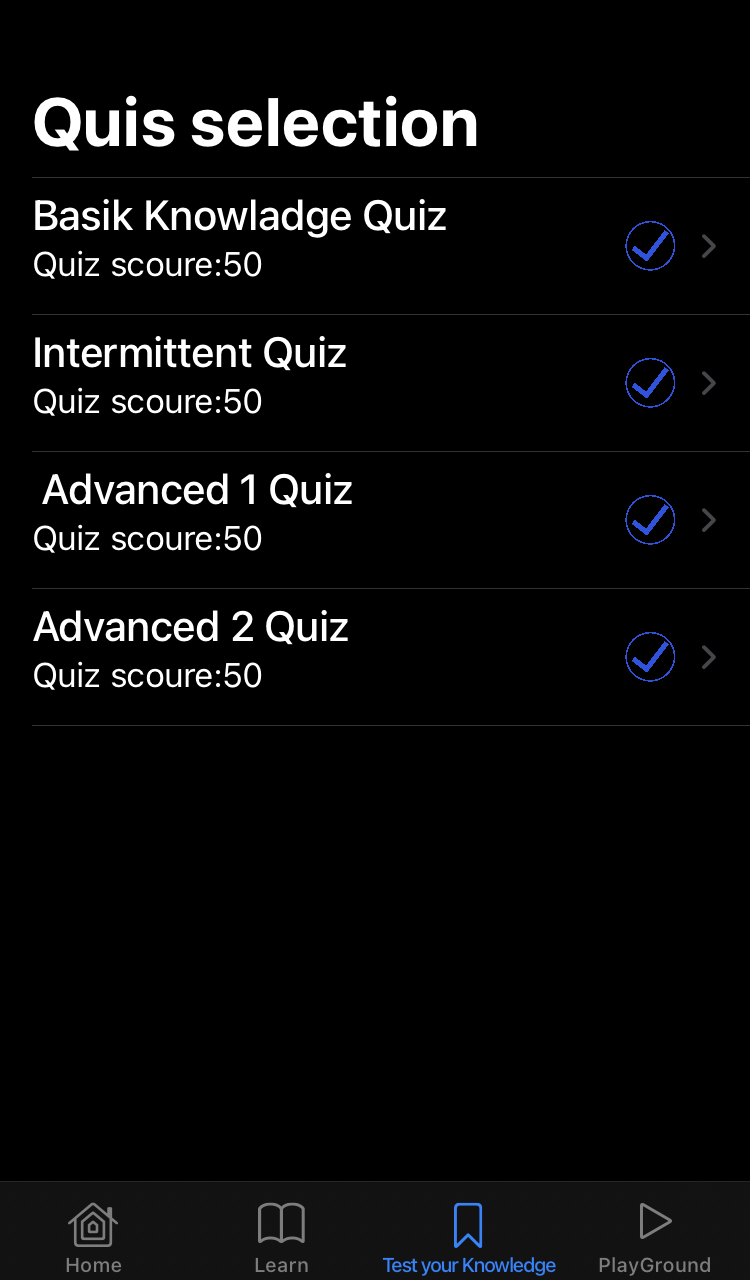 Quis selection
Basik Knowladge Quiz
Quiz scoure:50
Intermittent Quiz
Quiz scoure:50
Advanced 1 Quiz
Quiz scoure:50
Advanced 2 Quiz
Quiz scoure:50
Home Learn Test your Knowledge PlayGround